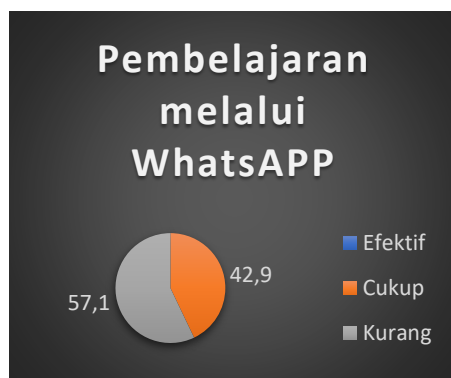 Pembelajaran
melalui
WhatsAPP
Efektif
42,9
Cukup
57,1
Kurang